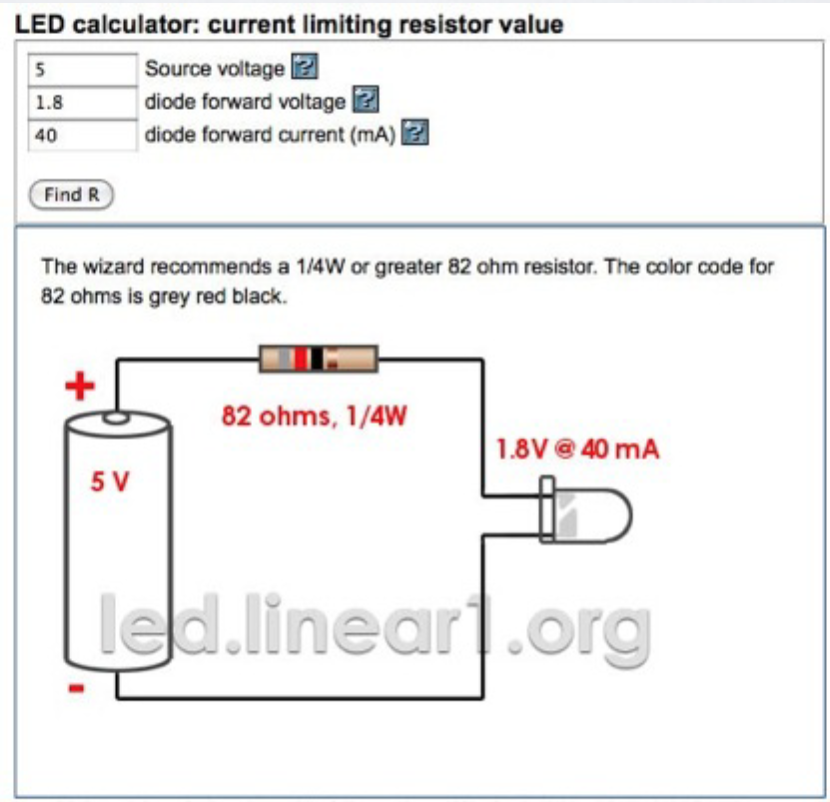 LED calculator: current limiting resistor value
5 Source voltage ?
1.8 diode forward voltage ?
40 diode forward current (mA) ?
Find R
The wizard recommends a 1/4W or greater 82 ohm resistor. The color code for
82 ohms is grey red black.
+
82 ohms, 1/4W
1.8V @ 40 mA
5 V
led.linear1.org
-